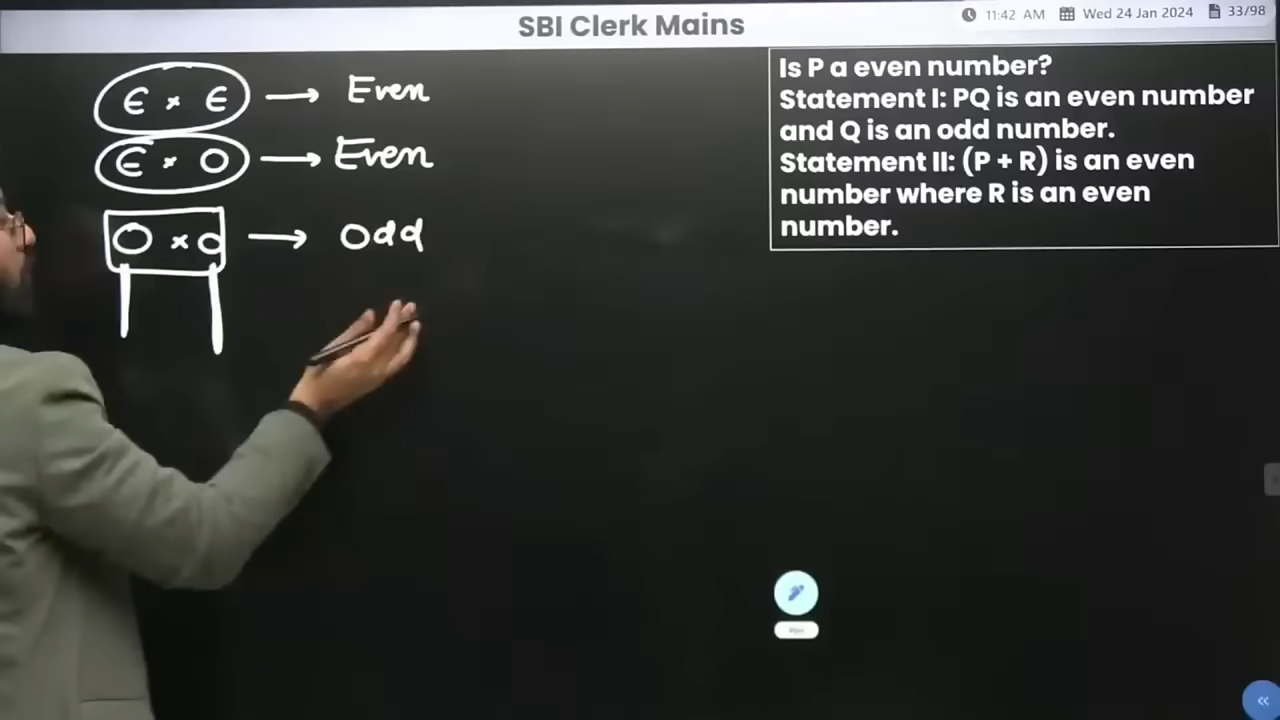 SBI Clerk Mains
11:42 AM Wed 24 Jan 2024 33/98
Is P a even number?
Statement I: PQ is an even number
and Q is an odd number.
Statement II: (P + R) is an even
number where R is an even
number.
E × E → Even
E × O → Even
O × O → Odd